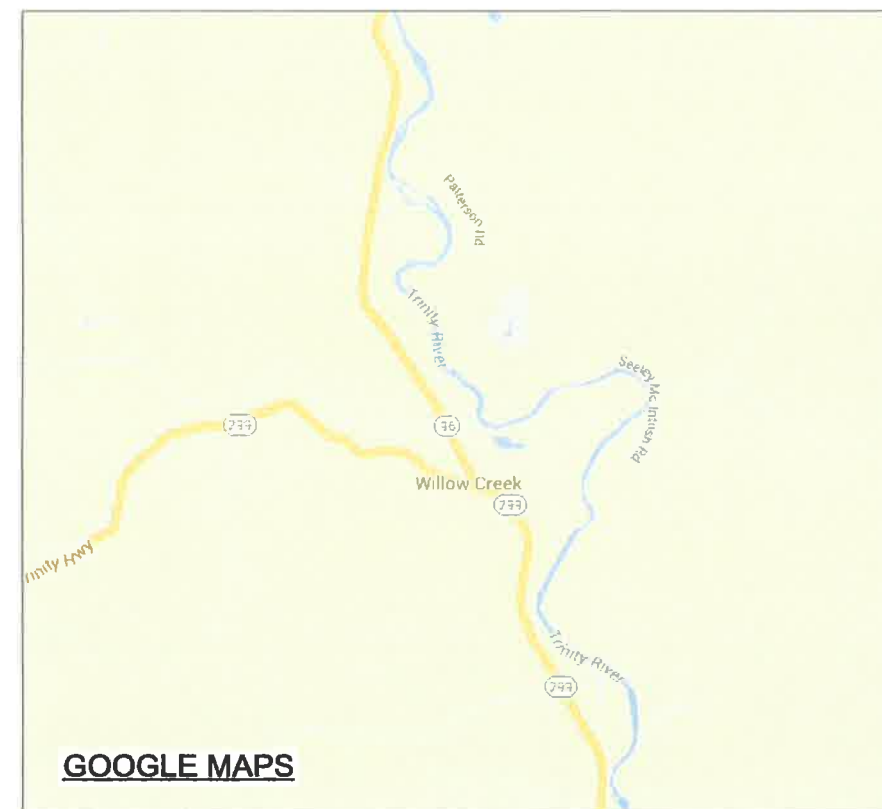 Patterson Rd
Trinity River
Seeley Mc Intosh Rd
299
96
Willow Creek
299
inity Hwy
Trinity River
299
GOOGLE MAPS